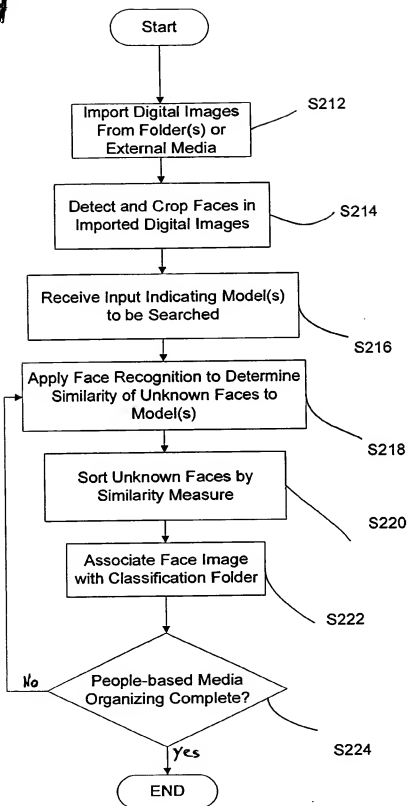 Start
Import Digital Images
From Folder(s) or
External Media
S212
Detect and Crop Faces in
Imported Digital Images
S214
Receive Input Indicating Model(s)
to be Searched
S216
Apply Face Recognition to Determine
Similarity of Unknown Faces to
Model(s)
S218
Sort Unknown Faces by
Similarity Measure
S220
Associate Face Image
with Classification Folder
S222
No
People-based Media
Organizing Complete?
S224
Yes
END